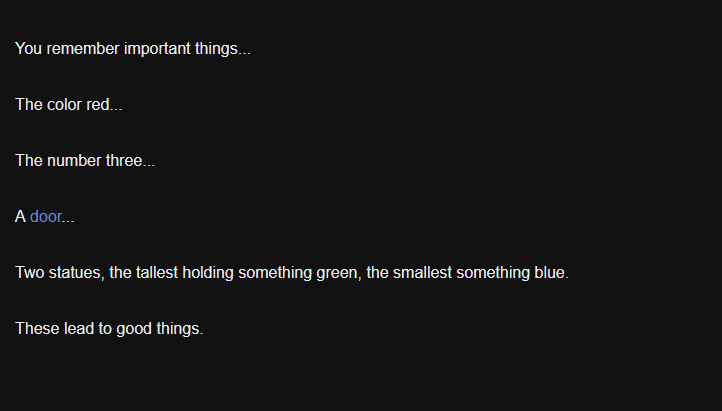 You remember important things...
The color red...
The number three...
A door...
Two statues, the tallest holding something green, the smallest something blue.
These lead to good things.